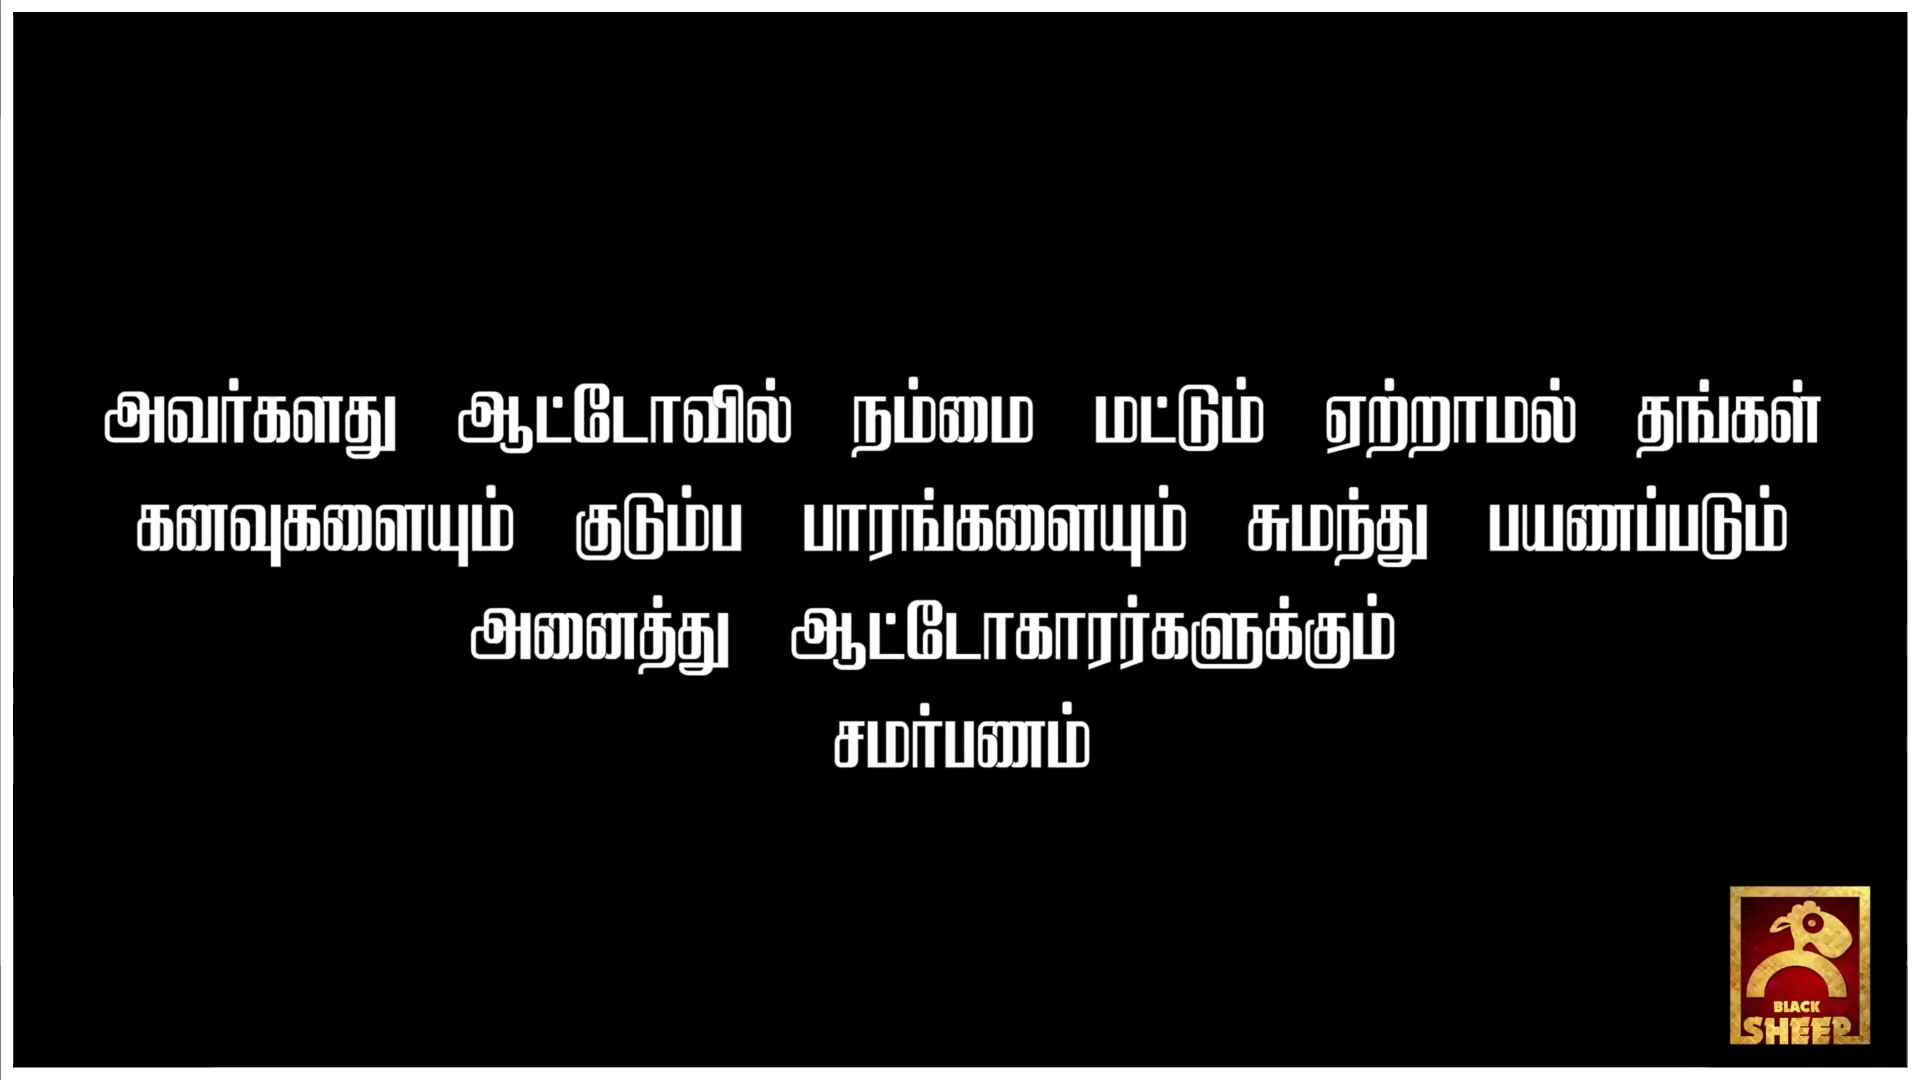 அவர்களது ஆட்டோவில் நம்மை மட்டும் ஏற்றாமல் தங்கள்
கனவுகளையும் குடும்ப பாரங்களையும் சுமந்து பயணப்படும்
அனைத்து ஆட்டோகாரர்களுக்கும்
சமர்பணம்
BLACK
SHEEP